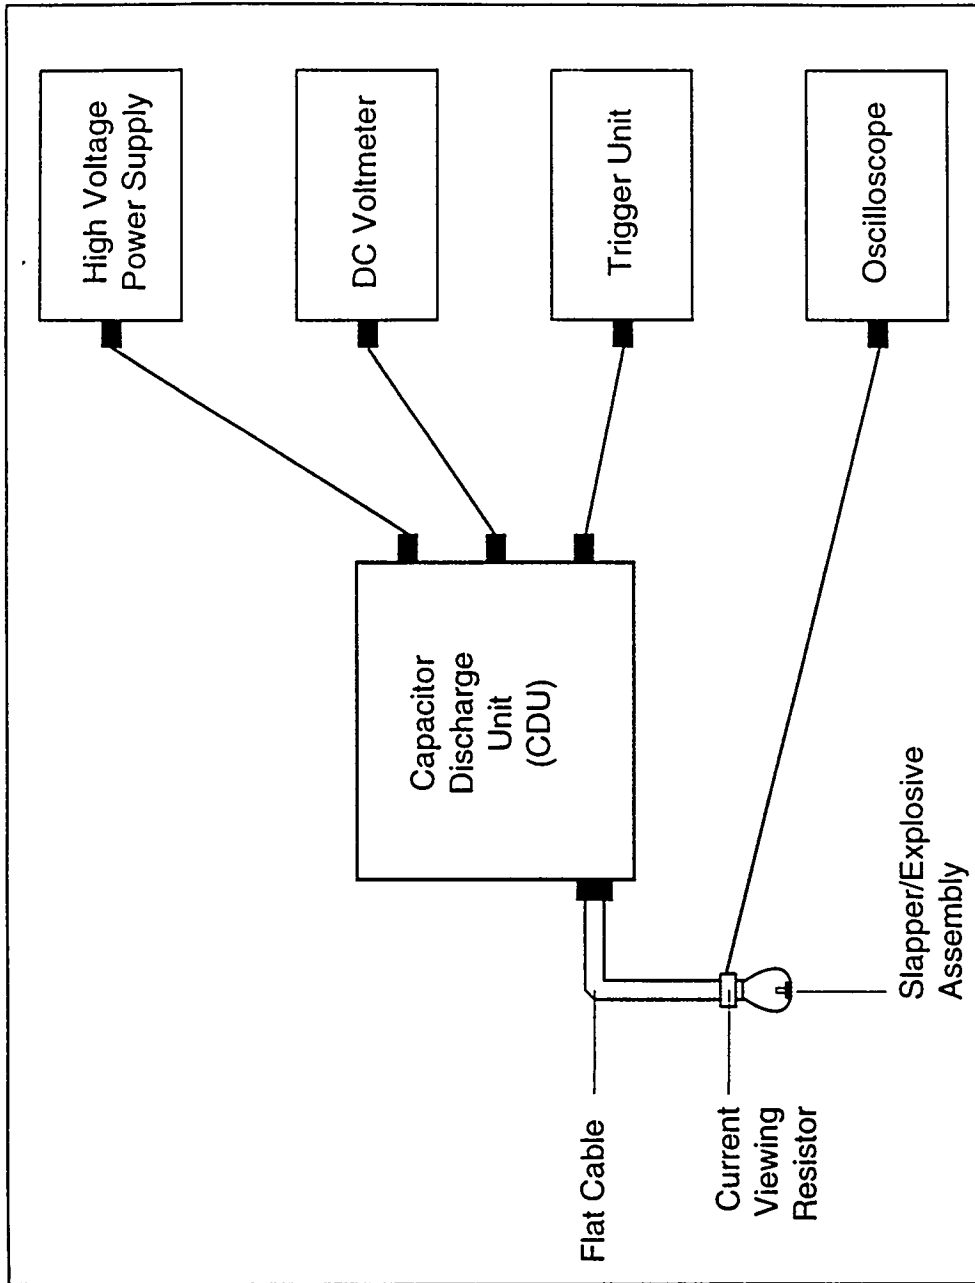 High Voltage
Power Supply
DC Voltmeter
Trigger Unit
Oscilloscope
Capacitor
Discharge
Unit
(CDU)
Flat Cable
Current
Viewing
Resistor
Slapper/Explosive
Assembly